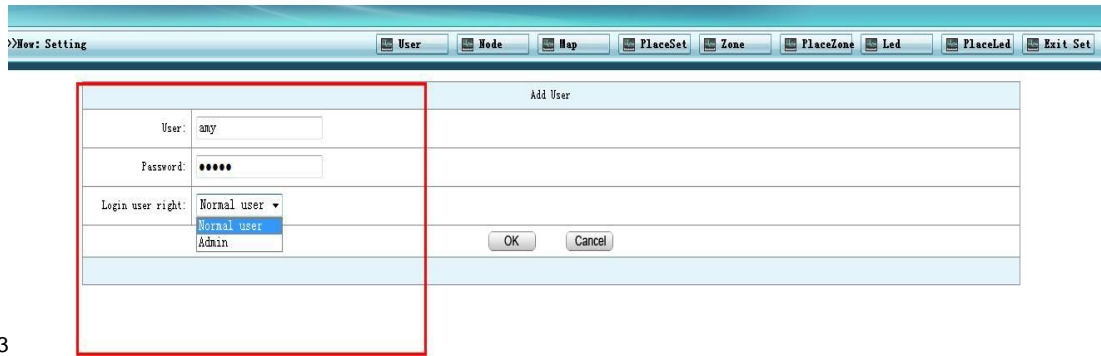 >>Now: Setting User Node Map PlaceSet Zone PlaceZone Led PlaceLed Exit Set
Add User
User: amy
Password: •••••
Login user right: Normal user
Normal user
Admin
OK Cancel
3